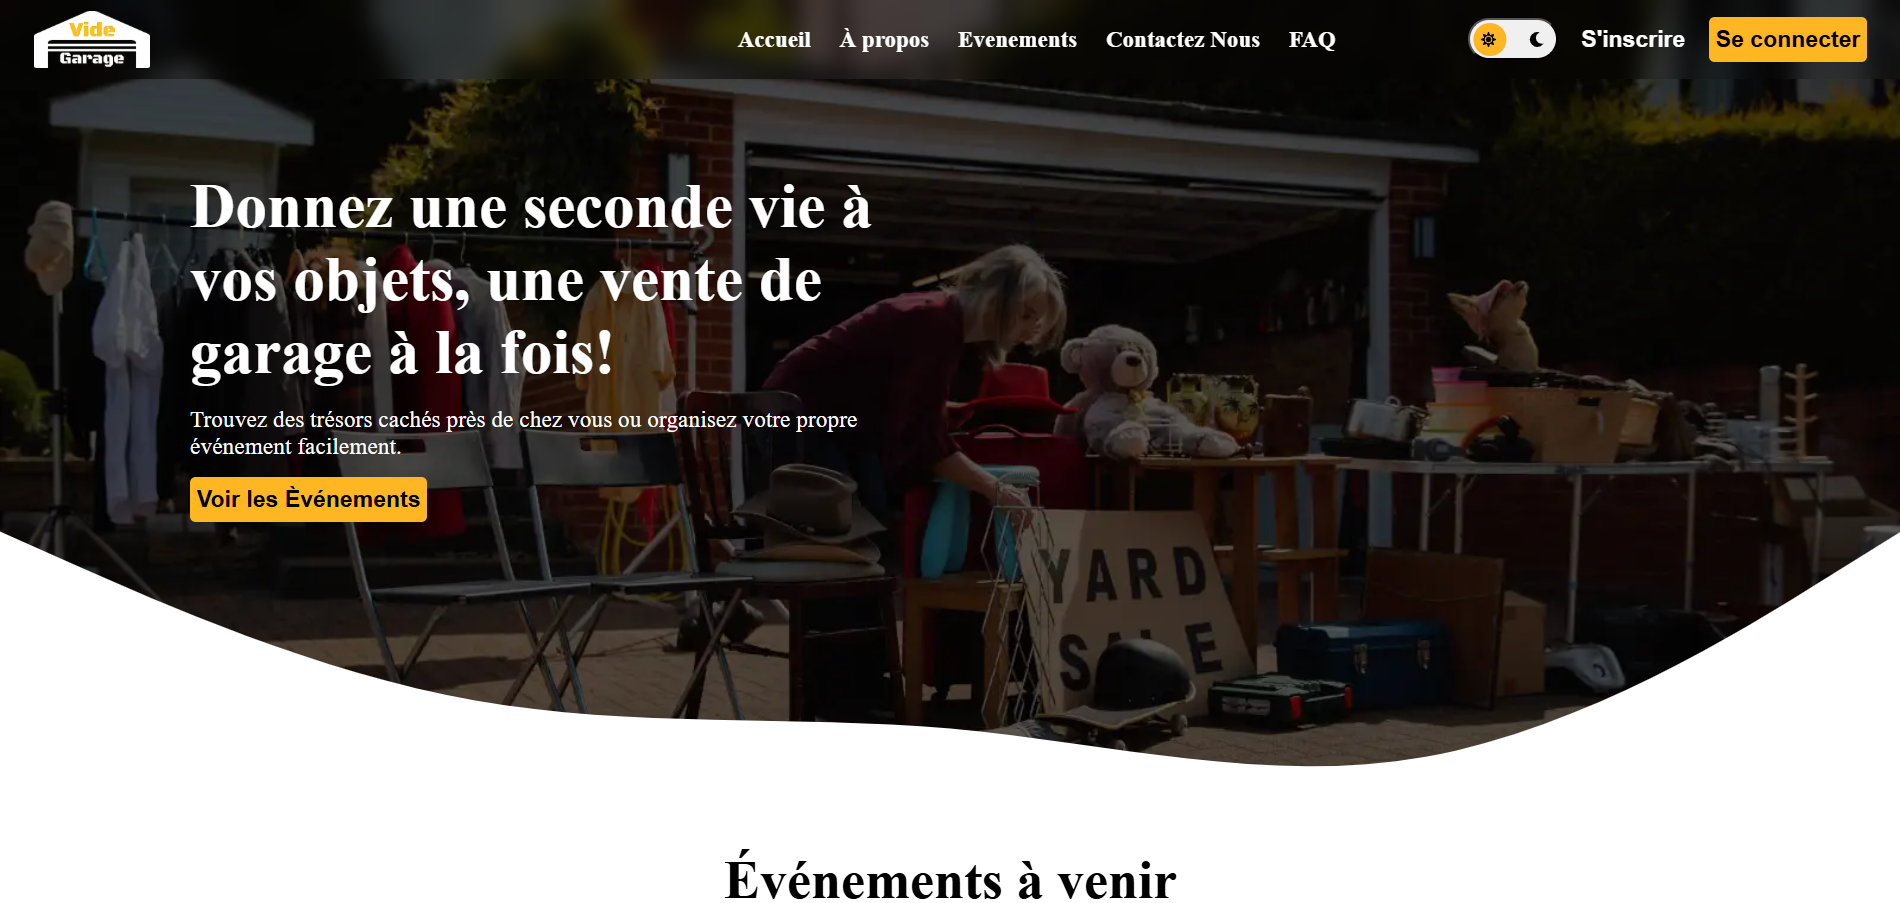 Vide
Garage
Accueil À propos Evenements Contactez Nous FAQ
S'inscrire Se connecter
Donnez une seconde vie à
vos objets, une vente de
garage à la fois!
Trouvez des trésors cachés près de chez vous ou organisez votre propre
événement facilement.
Voir les Èvénements
YARD
SALE
Événements à venir